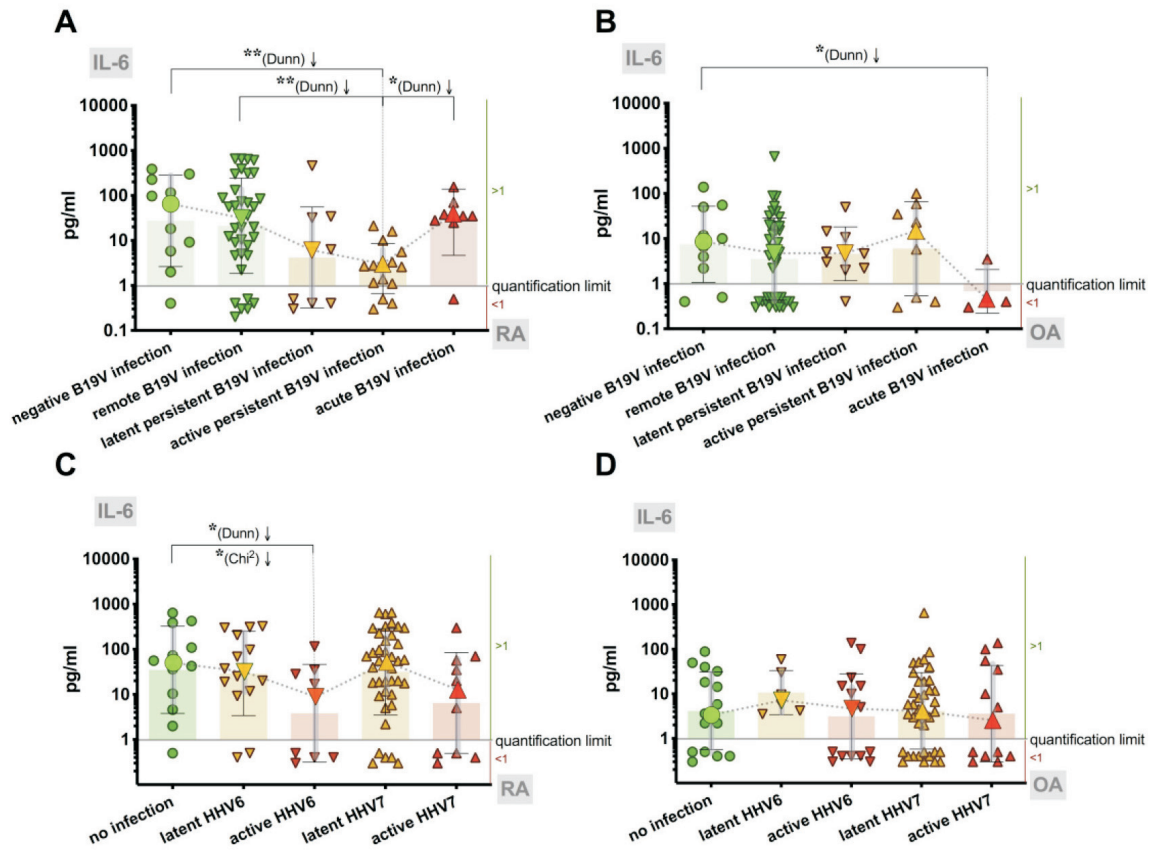 A
IL-6
**(Dunn) ↓
**(Dunn) ↓
*(Dunn) ↓
10000
1000
100
10
1
0.1
pg/ml
>1
quantification limit
<1
RA
negative B19V infection
remote B19V infection
latent persistent B19V infection
active persistent B19V infection
acute B19V infection
B
IL-6
*(Dunn) ↓
10000
1000
100
10
1
0.1
pg/ml
>1
quantification limit
<1
OA
negative B19V infection
remote B19V infection
latent persistent B19V infection
active persistent B19V infection
acute B19V infection
C
IL-6
*(Dunn) ↓
*(Chi²) ↓
10000
1000
100
10
1
pg/ml
>1
quantification limit
<1
RA
no infection
latent HHV6
active HHV6
latent HHV7
active HHV7
D
IL-6
10000
1000
100
10
1
pg/ml
>1
quantification limit
<1
OA
no infection
latent HHV6
active HHV6
latent HHV7
active HHV7